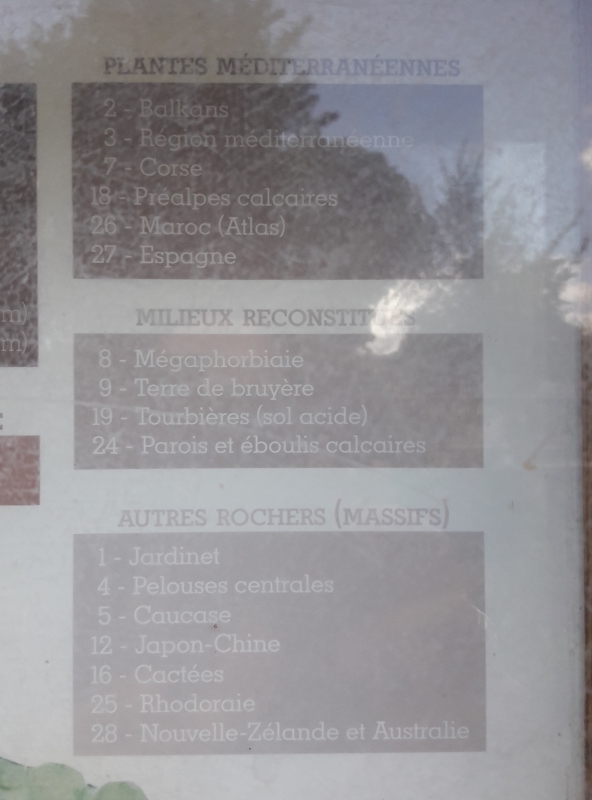 PLANTES MÉDITERRANÉENNES
2 - Balkans
3 - Région méditerranéenne
7 - Corse
18 - Préalpes calcaires
26 - Maroc (Atlas)
27 - Espagne
m)
m)
MILIEUX RECONSTITUÉS
8 - Mégaphorbiaie
9 - Terre de bruyère
19 - Tourbières (sol acide)
24 - Parois et éboulis calcaires
:
AUTRES ROCHERS (MASSIFS)
1 - Jardinet
4 - Pelouses centrales
5 - Caucase
12 - Japon-Chine
16 - Cactées
25 - Rhodoraie
28 - Nouvelle-Zélande et Australie